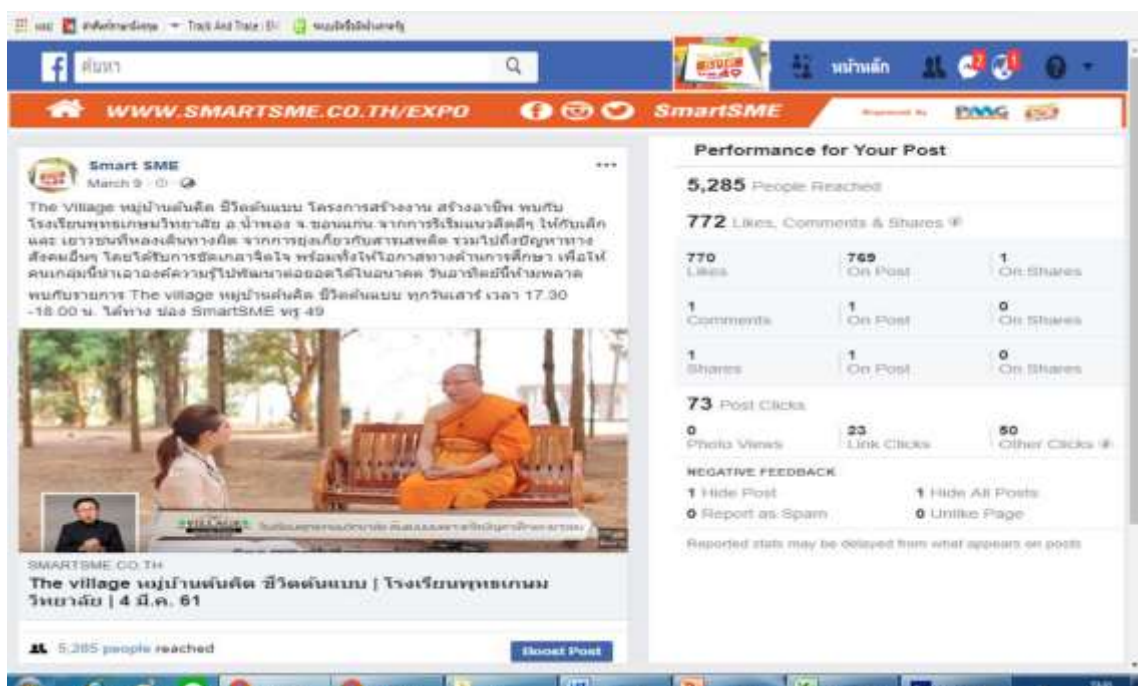 Track And Trace : EM
ค้นหา
หน้าหลัก
2
1
WWW.SMARTSME.CO.TH/EXPO
SmartSME
Smart SME
March 9
The Village หมู่บ้านต้นคิด ชีวิตต้นแบบ โครงการสร้างงาน สร้างอาชีพ พบกับ
โรงเรียนพุทธเกษมวิทยาลัย อ.น้ำพอง จ.ขอนแก่น จากการริเริ่มแนวคิดดีๆ ให้กับเด็ก
และ เยาวชนที่หลงเดินทางผิด จากการยุ่งเกี่ยวกับสารเสพติด รวมไปถึงปัญหาทาง
สังคมอื่นๆ โดยได้รับการขัดเกลาจิตใจ พร้อมทั้งให้โอกาสทางด้านการศึกษา เพื่อให้
คนกลุ่มนี้นำเอาองค์ความรู้ไปพัฒนาต่อยอดได้ในอนาคต วันอาทิตย์นี้ห้ามพลาด
พบกับรายการ The village หมู่บ้านต้นคิด ชีวิตต้นแบบ ทุกวันเสาร์ เวลา 17.30
-18.00 น. ได้ทาง ช่อง SmartSME ทรู 49
VILLAGE
SMARTSME.CO.TH
The village หมู่บ้านต้นคิด ชีวิตต้นแบบ | โรงเรียนพุทธเกษม
วิทยาลัย | 4 มี.ค. 61
5,285 people reached
Boost Post
Performance for Your Post
5,285 People Reached
772 Likes, Comments & Shares
770 769 1
Likes On Post On Shares
1 1 0
Comments On Post On Shares
1 1 0
Shares On Post On Shares
73 Post Clicks
0 23 50
Photo Views Link Clicks Other Clicks
NEGATIVE FEEDBACK
1 Hide Post 1 Hide All Posts
0 Report as Spam 0 Unlike Page
Reported stats may be delayed from what appears on posts